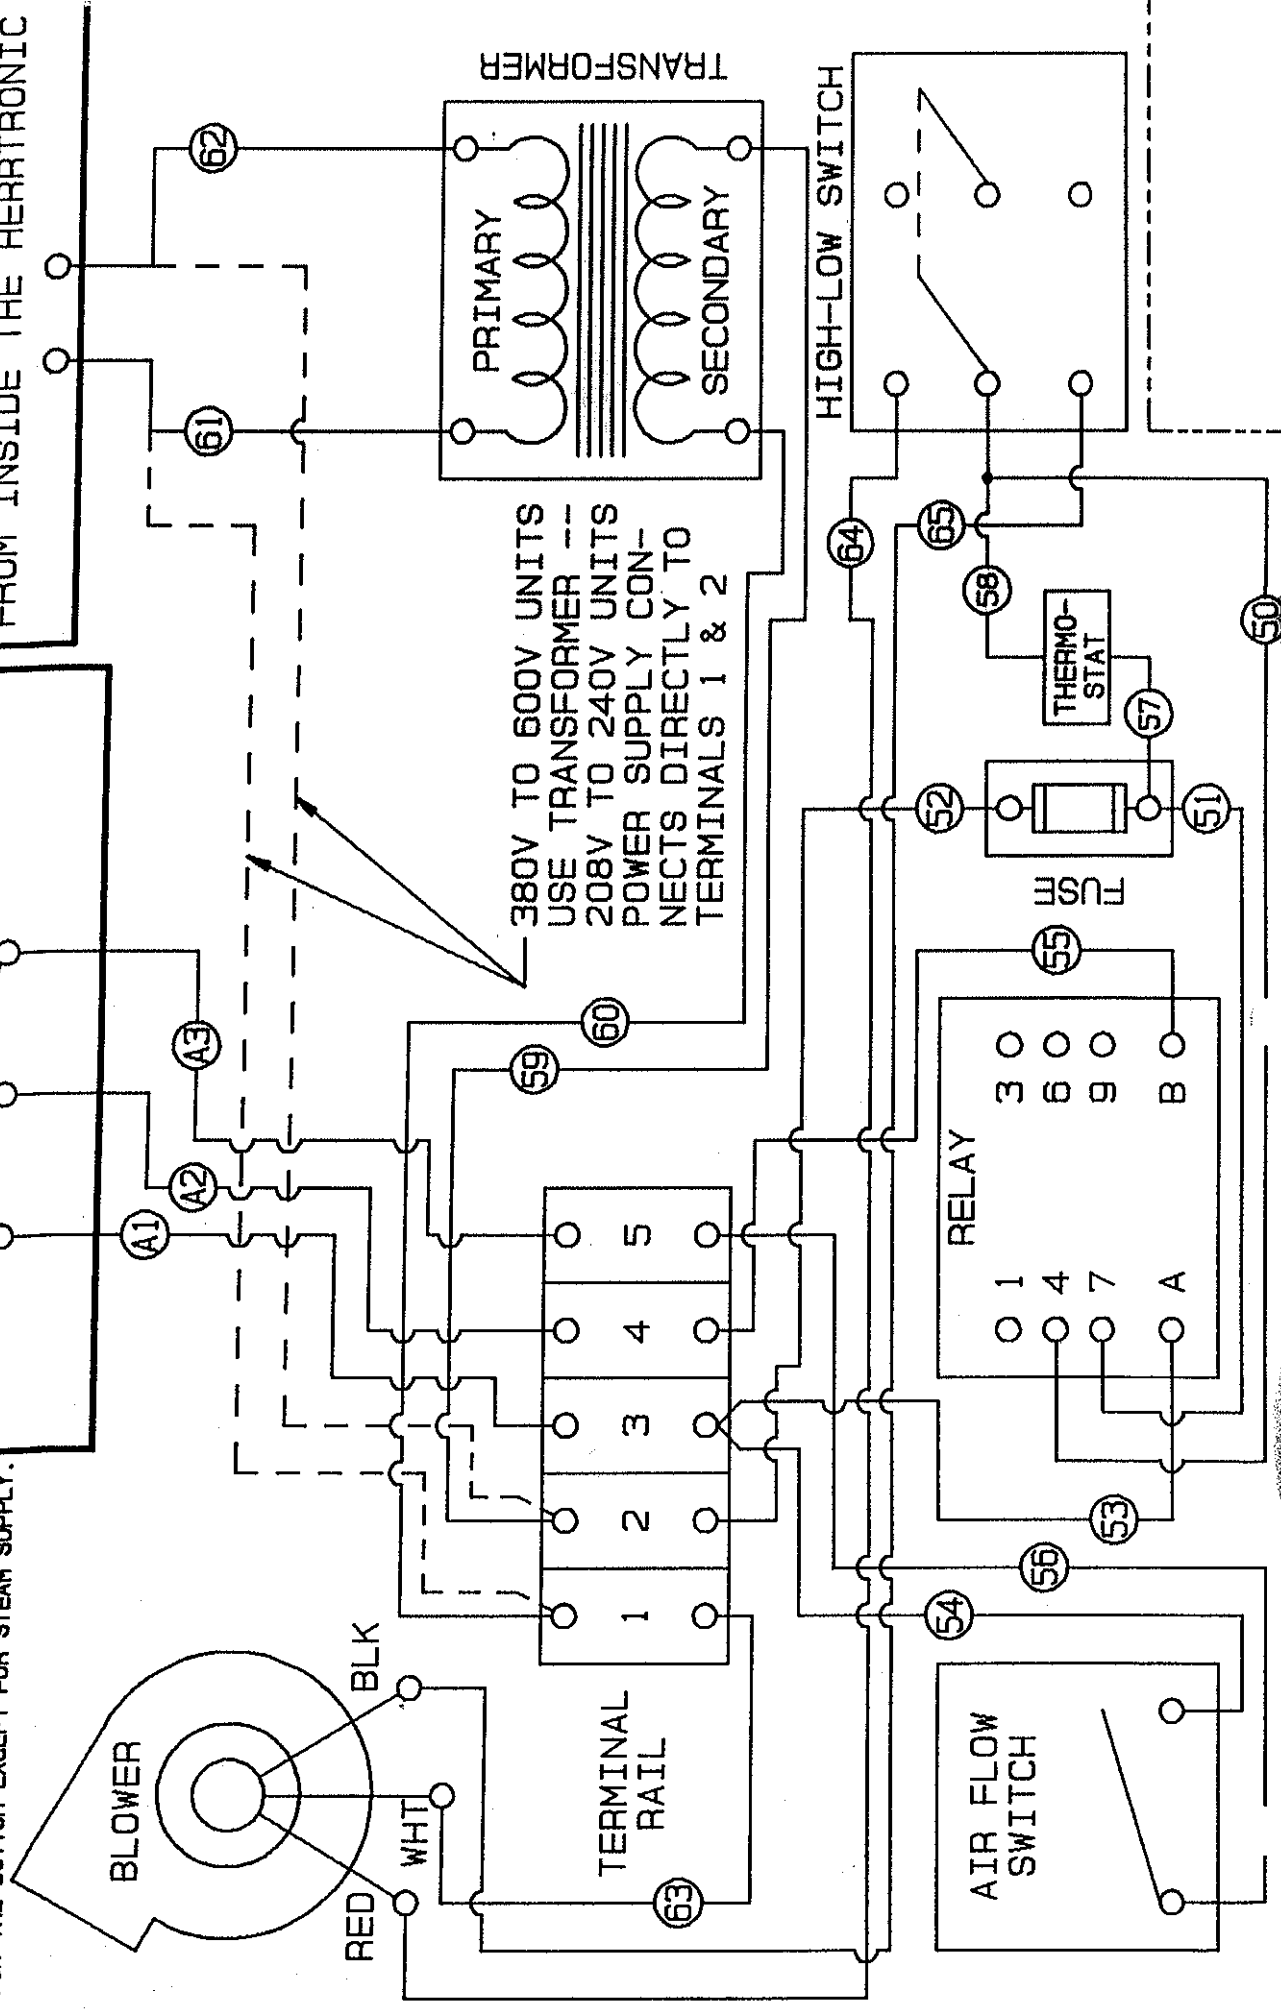 FROM INSIDE THE HERRTRONIC
FOR STEAM SUPPLY.
BLOWER
RED
WHT
BLK
A1
A2
A3
61
62
PRIMARY
SECONDARY
TRANSFORMER
380V TO 600V UNITS
USE TRANSFORMER ---
208V TO 240V UNITS
POWER SUPPLY CON-
NECTS DIRECTLY TO
TERMINALS 1 & 2
TERMINAL
RAIL
1 2 3 4 5
63
59
60
HIGH-LOW SWITCH
64
65
58
THERMO-
STAT
57
50
52
51
FUSE
55
RELAY
1 3
4 6
7 9
A B
53
56
54
AIR FLOW
SWITCH